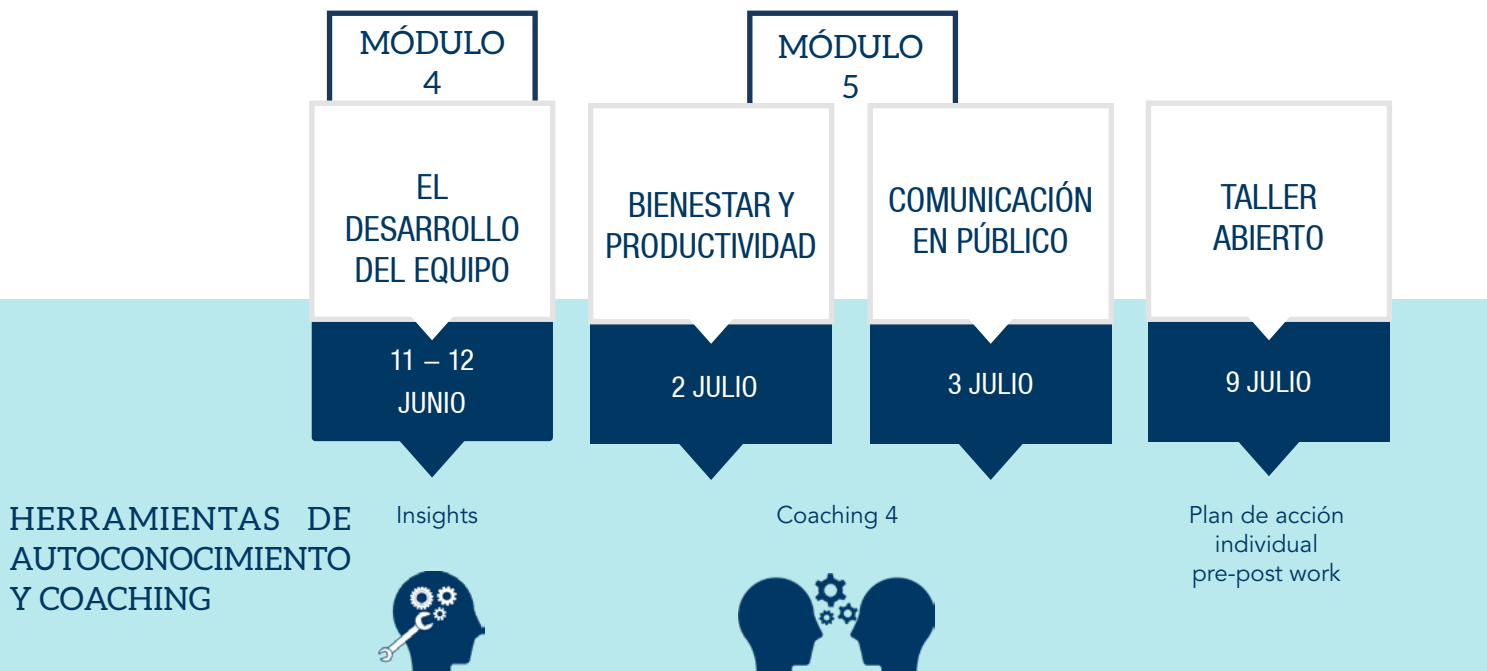 MÓDULO
4
MÓDULO
5
EL
DESARROLLO
DEL EQUIPO
BIENESTAR Y
PRODUCTIVIDAD
COMUNICACIÓN
EN PÚBLICO
TALLER
ABIERTO
11 – 12
JUNIO
2 JULIO
3 JULIO
9 JULIO
HERRAMIENTAS DE
AUTOCONOCIMIENTO
Y COACHING
Insights
Coaching 4
Plan de acción
individual
pre-post work